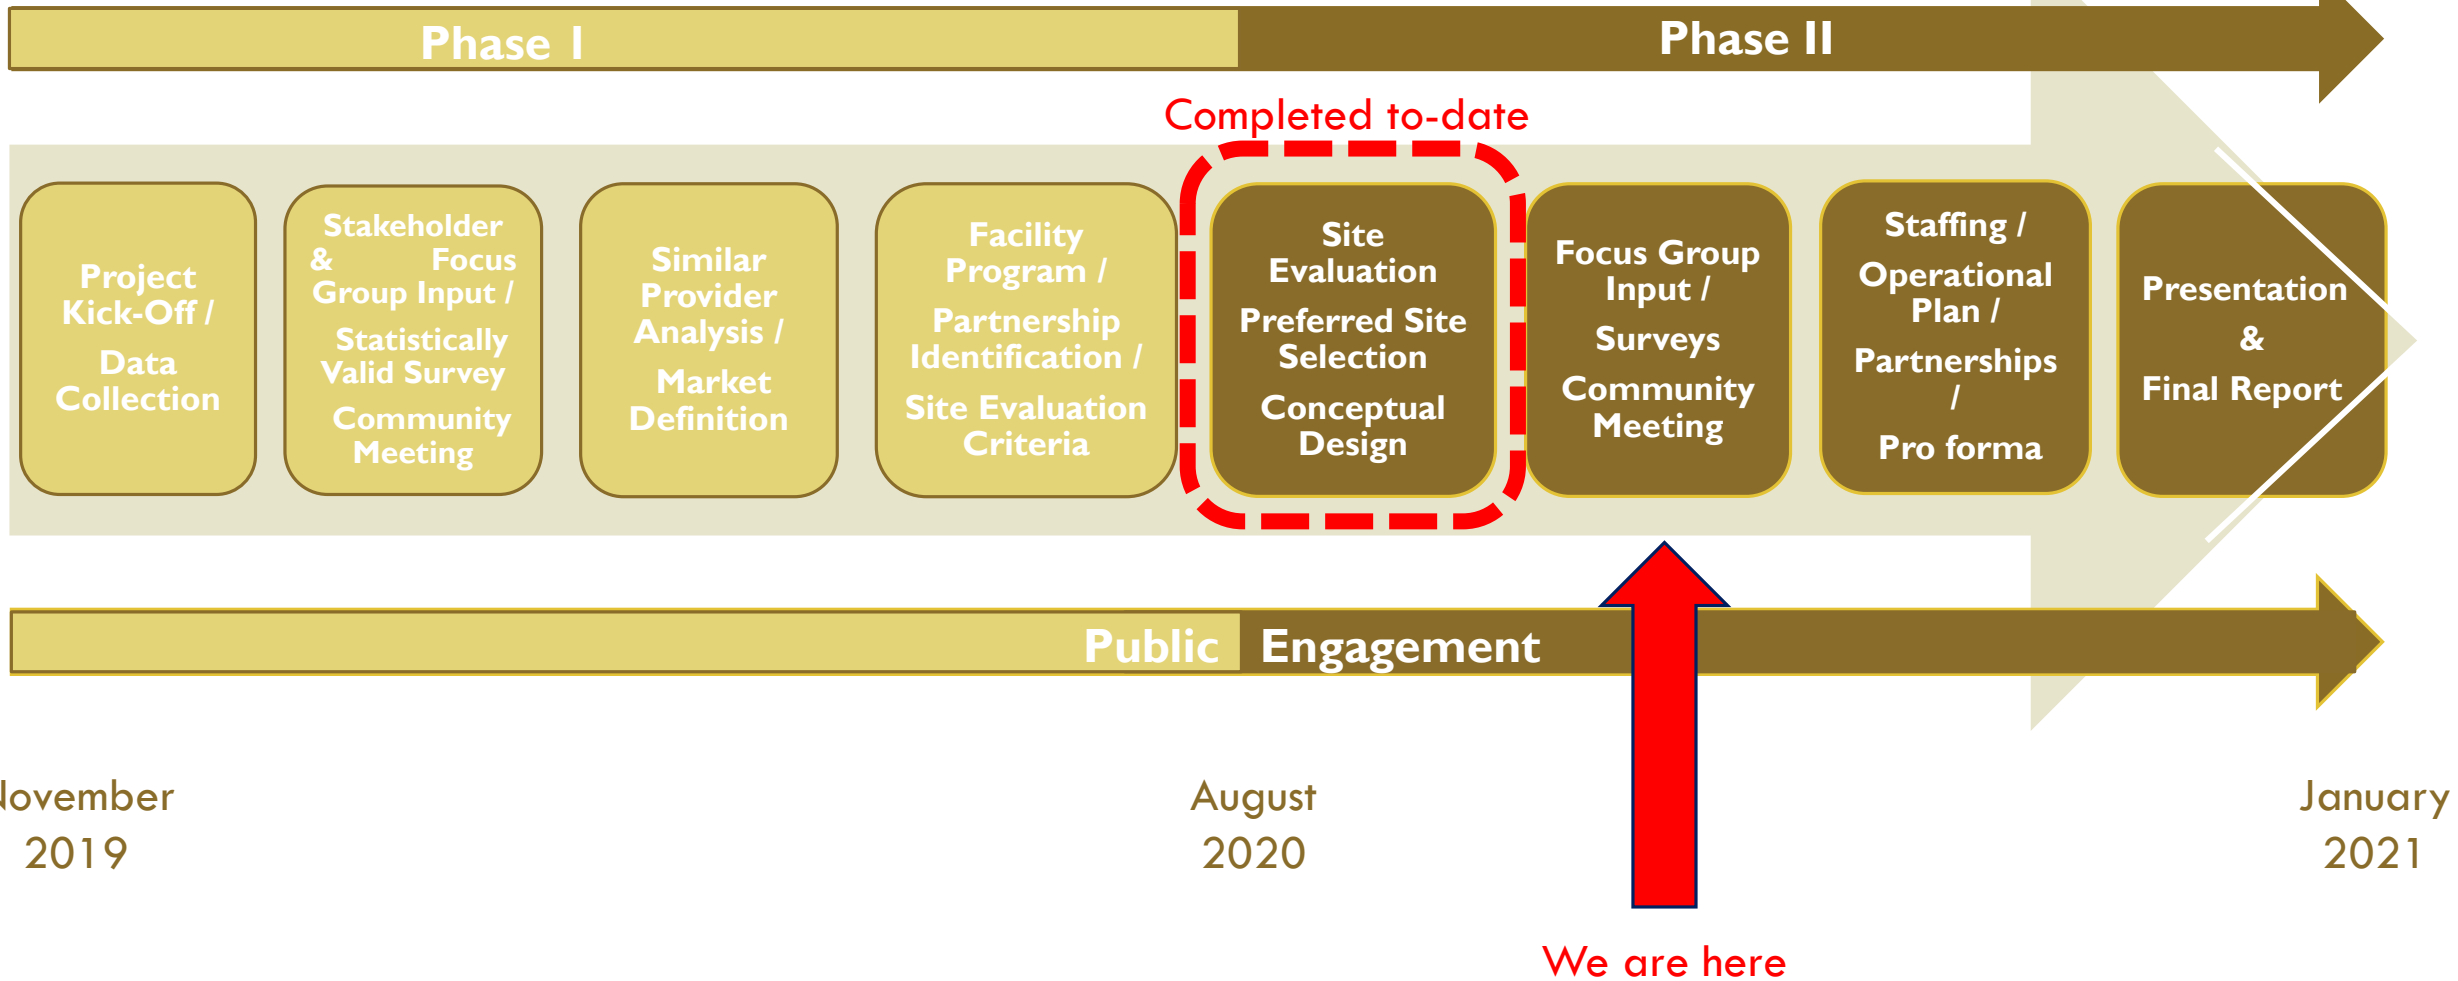 Phase I
Phase II
Completed to-date
Project
Kick-Off /
Data
Collection
Stakeholder
& Focus
Group Input /
Statistically
Valid Survey
Community
Meeting
Similar
Provider
Analysis /
Market
Definition
Facility
Program /
Partnership
Identification /
Site Evaluation
Criteria
Site
Evaluation
Preferred Site
Selection
Conceptual
Design
Focus Group
Input /
Surveys
Community
Meeting
Staffing /
Operational
Plan /
Partnerships
/
Pro forma
Presentation
&
Final Report
Public Engagement
November
2019
August
2020
January
2021
We are here